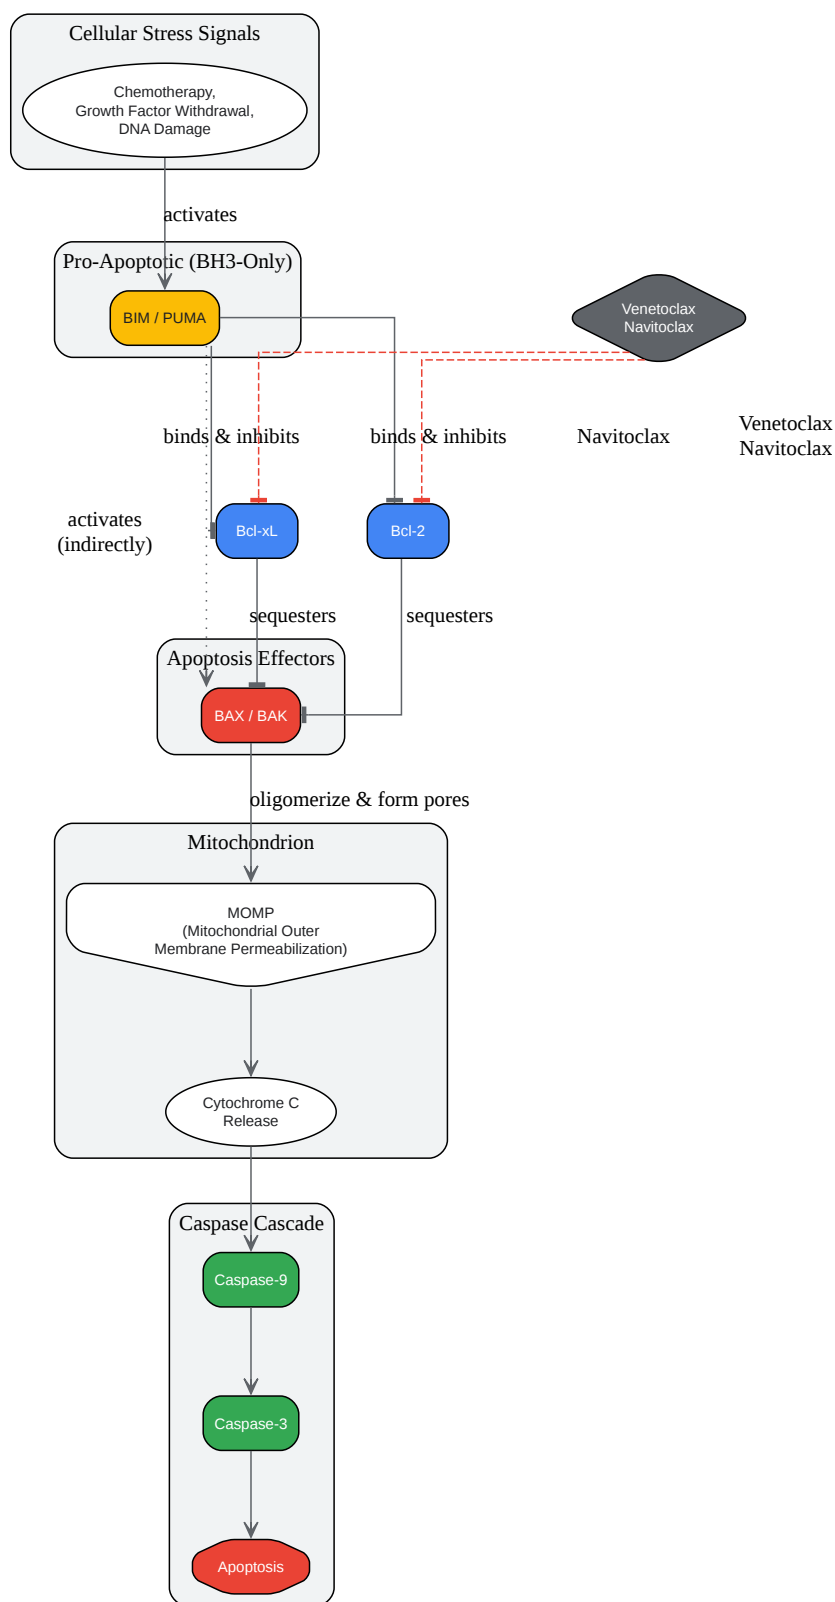 Cellular Stress Signals
Chemotherapy,
Growth Factor Withdrawal,
DNA Damage
activates
Pro-Apoptotic (BH3-Only)
BIM / PUMA
Venetoclax
Navitoclax
binds & inhibits
binds & inhibits
Navitoclax
Venetoclax
Navitoclax
activates
(indirectly)
Bcl-xL
Bcl-2
sequesters
sequesters
Apoptosis Effectors
BAX / BAK
oligomerize & form pores
Mitochondrion
MOMP
(Mitochondrial Outer
Membrane Permeabilization)
Cytochrome C
Release
Caspase Cascade
Caspase-9
Caspase-3
Apoptosis